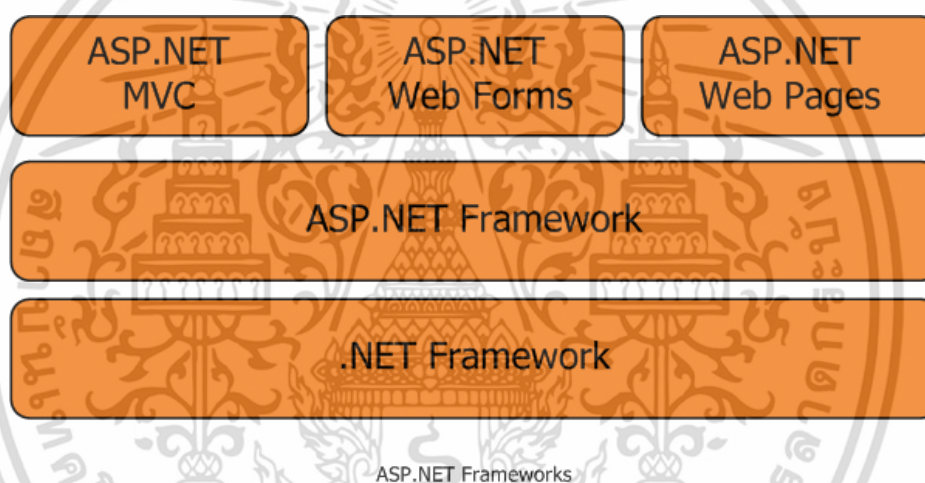 ASP.NET
MVC
ASP.NET
Web Forms
ASP.NET
Web Pages
ASP.NET Framework
.NET Framework
ASP.NET Frameworks